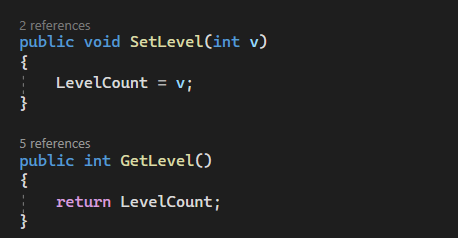 2 references
public void SetLevel(int v)
{
    LevelCount = v;
}
5 references
public int GetLevel()
{
    return LevelCount;
}